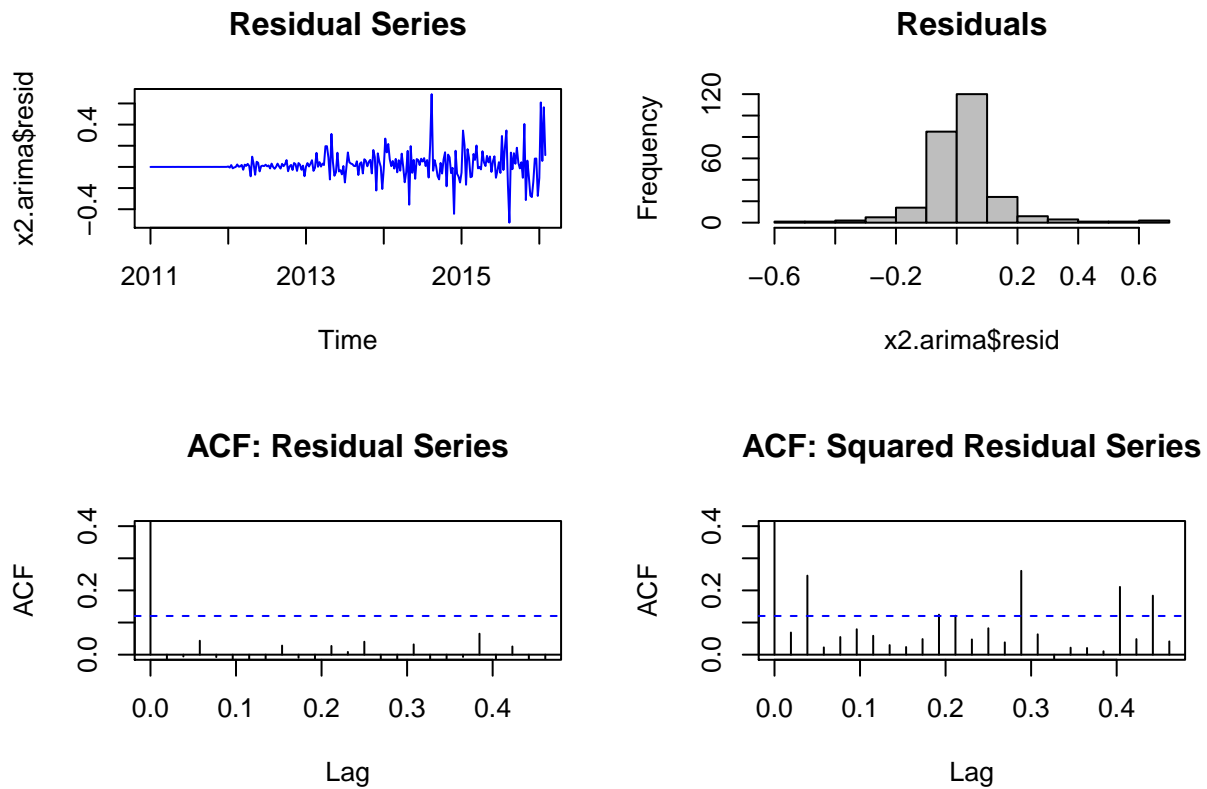 Residual Series
x2.arima$resid
0.4
−0.4
2011 2013 2015
Time
Residuals
Frequency
120
60
0
−0.6 −0.2 0.2 0.4 0.6
x2.arima$resid
ACF: Residual Series
ACF
0.4
0.2
0.0
0.0 0.1 0.2 0.3 0.4
Lag
ACF: Squared Residual Series
ACF
0.4
0.2
0.0
0.0 0.1 0.2 0.3 0.4
Lag